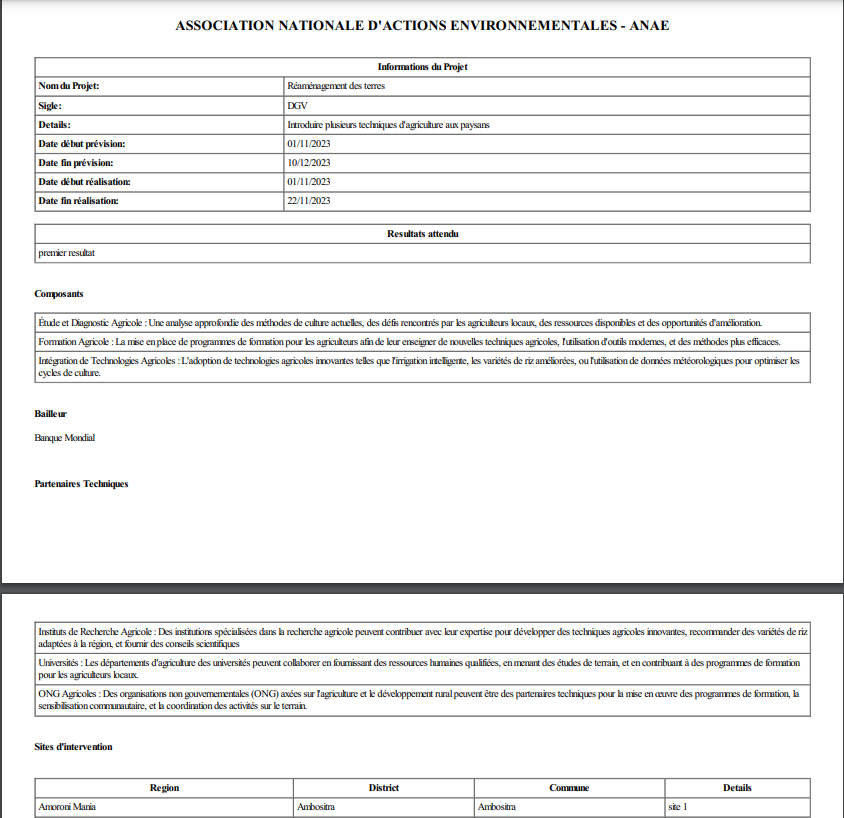 ASSOCIATION NATIONALE D'ACTIONS ENVIRONNEMENTALES - ANAE
Informations du Projet
Nom du Projet: Réaménagement des terres
Sigle: DGV
Details: Introduire plusieurs techniques d'agriculture aux paysans
Date début prévision: 01/11/2023
Date fin prévision: 10/12/2023
Date début réalisation: 01/11/2023
Date fin réalisation: 22/11/2023
Resultats attendu
premier resultat
Composants
Étude et Diagnostic Agricole : Une analyse approfondie des méthodes de culture actuelles, des défis rencontrés par les agriculteurs locaux, des ressources disponibles et des opportunités d'amélioration.
Formation Agricole : La mise en place de programmes de formation pour les agriculteurs afin de leur enseigner de nouvelles techniques agricoles, l'utilisation d'outils modernes, et des méthodes plus efficaces.
Intégration de Technologies Agricoles : L'adoption de technologies agricoles innovantes telles que l'irrigation intelligente, les variétés de riz améliorées, ou l'utilisation de données météorologiques pour optimiser les
cycles de culture.
Bailleur
Banque Mondial
Partenaires Techniques
Instituts de Recherche Agricole : Des institutions spécialisées dans la recherche agricole peuvent contribuer avec leur expertise pour développer des techniques agricoles innovantes, recommander des variétés de riz
adaptées à la région, et fournir des conseils scientifiques
Universités : Les départements d'agriculture des universités peuvent collaborer en fournissant des ressources humaines qualifiées, en menant des études de terrain, et en contribuant à des programmes de formation
pour les agriculteurs locaux.
ONG Agricoles : Des organisations non gouvernementales (ONG) axées sur l'agriculture et le développement rural peuvent être des partenaires techniques pour la mise en œuvre des programmes de formation, la
sensibilisation communautaire, et la coordination des activités sur le terrain.
Sites d'intervention
Region District Commune Details
Amoroni Mania Ambositra Ambositra site 1